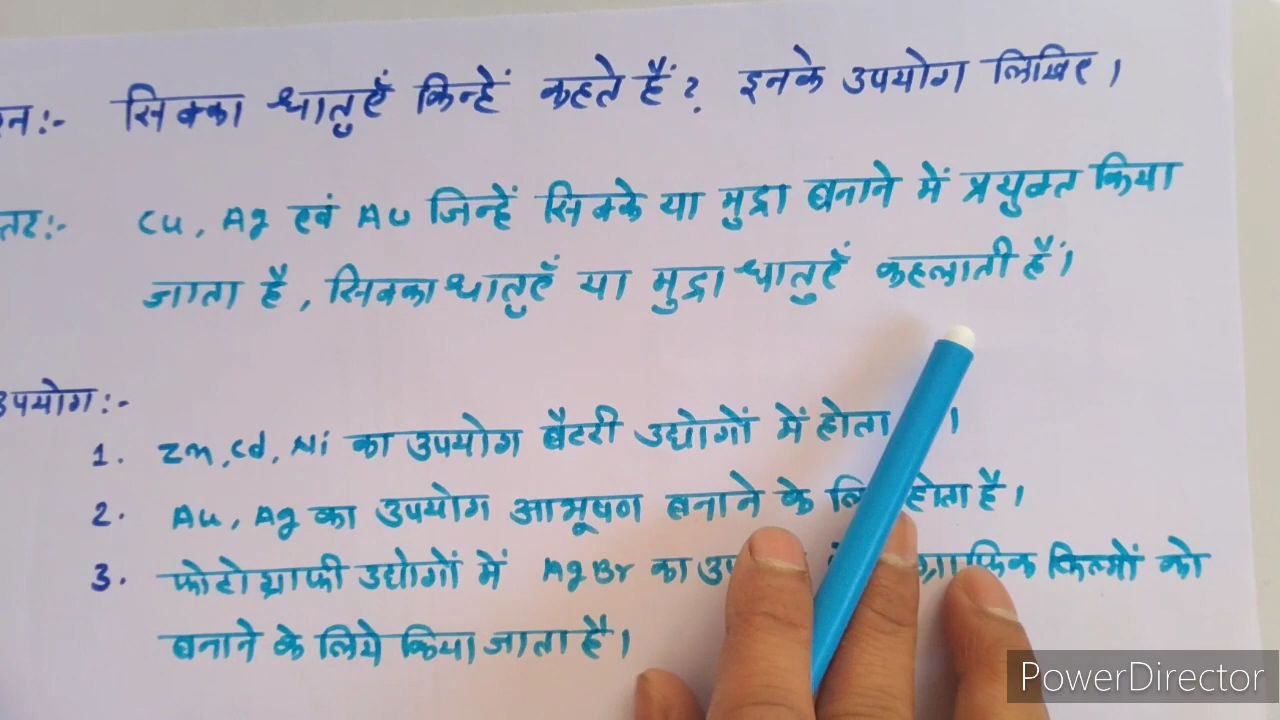 न:- सिक्का धातुएँ किन्हें कहते हैं? इनके उपयोग लिखिए।
तर:- Cu, Ag एवं Au जिन्हें सिक्के या मुद्रा बनाने में प्रयुक्त किया
जाता है, सिक्का धातुएँ या मुद्रा धातुएँ कहलाती हैं।
उपयोग:-
1. Zn, Cd, Ni का उपयोग बैटरी उद्योगों में होता ।
2. Au, Ag का उपयोग आभूषण बनाने के होता है।
3. फोटोग्राफी उद्योगों में AgBr का फिल्मों को
बनाने के लिये किया जाता है।
PowerDirector